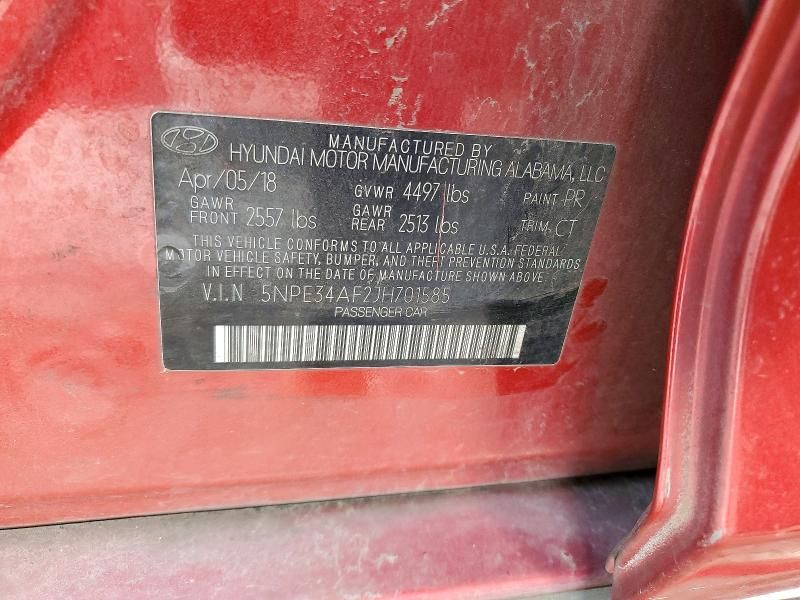 MANUFACTURED BY
HYUNDAI MOTOR MANUFACTURING ALABAMA, LLC
Apr/05/18 GVWR 4497 lbs PAINT PR
GAWR FRONT 2557 lbs GAWR REAR 2513 lbs TRIM CT
THIS VEHICLE CONFORMS TO ALL APPLICABLE U.S.A. FEDERAL
MOTOR VEHICLE SAFETY, BUMPER, AND THEFT PREVENTION STANDARDS
IN EFFECT ON THE DATE OF MANUFACTURE SHOWN ABOVE.
V.I.N 5NPE34AF2JH701585
PASSENGER CAR